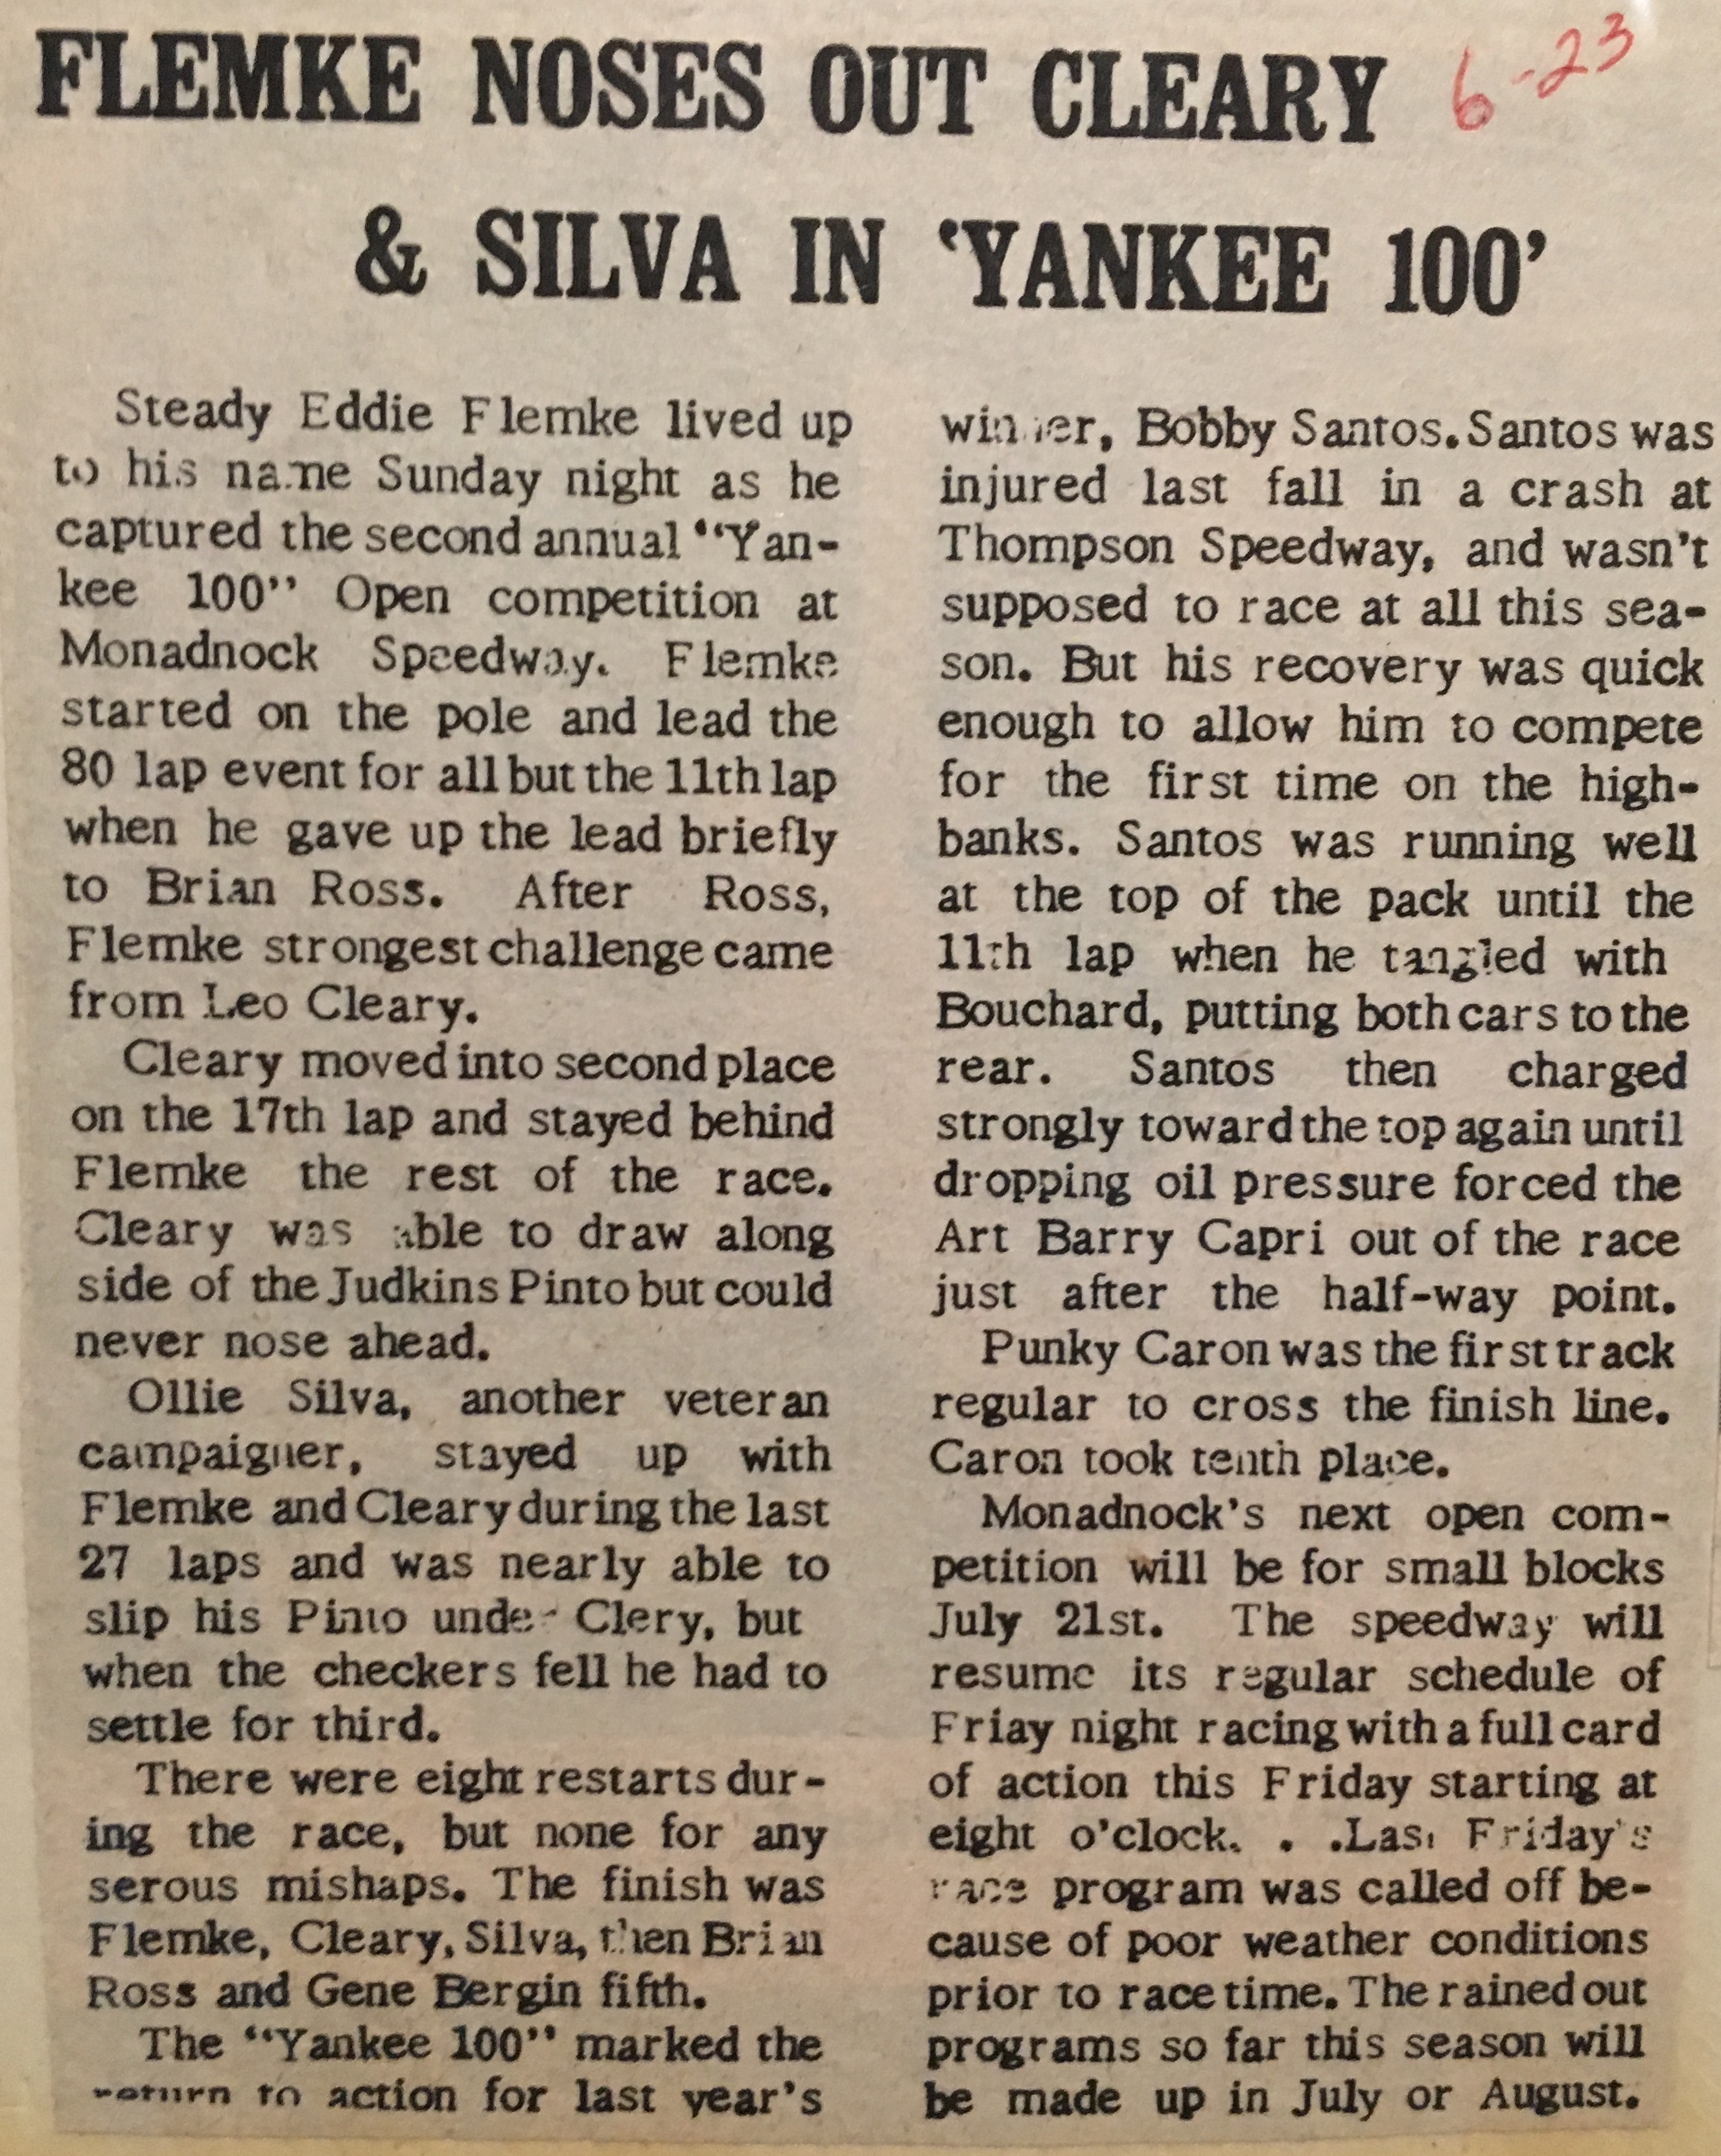 FLEMKE NOSES OUT CLEARY 6-23
& SILVA IN ‘YANKEE 100’
Steady Eddie Flemke lived up
to his name Sunday night as he
captured the second annual “Yan-
kee 100” Open competition at
Monadnock Speedway. Flemke
started on the pole and lead the
80 lap event for all but the 11th lap
when he gave up the lead briefly
to Brian Ross. After Ross,
Flemke strongest challenge came
from Leo Cleary.
Cleary moved into second place
on the 17th lap and stayed behind
Flemke the rest of the race.
Cleary was able to draw along
side of the Judkins Pinto but could
never nose ahead.
Ollie Silva, another veteran
campaigner, stayed up with
Flemke and Cleary during the last
27 laps and was nearly able to
slip his Pinto under Clery, but
when the checkers fell he had to
settle for third.
There were eight restarts dur-
ing the race, but none for any
serous mishaps. The finish was
Flemke, Cleary, Silva, then Brian
Ross and Gene Bergin fifth.
The “Yankee 100” marked the
return to action for last year's
winner, Bobby Santos. Santos was
injured last fall in a crash at
Thompson Speedway, and wasn't
supposed to race at all this sea-
son. But his recovery was quick
enough to allow him to compete
for the first time on the high-
banks. Santos was running well
at the top of the pack until the
11th lap when he tangled with
Bouchard, putting both cars to the
rear. Santos then charged
strongly toward the top again until
dropping oil pressure forced the
Art Barry Capri out of the race
just after the half-way point.
Punky Caron was the first track
regular to cross the finish line.
Caron took tenth place.
Monadnock's next open com-
petition will be for small blocks
July 21st. The speedway will
resume its regular schedule of
Friay night racing with a full card
of action this Friday starting at
eight o'clock. . .Last Friday's
race program was called off be-
cause of poor weather conditions
prior to race time. The rained out
programs so far this season will
be made up in July or August.